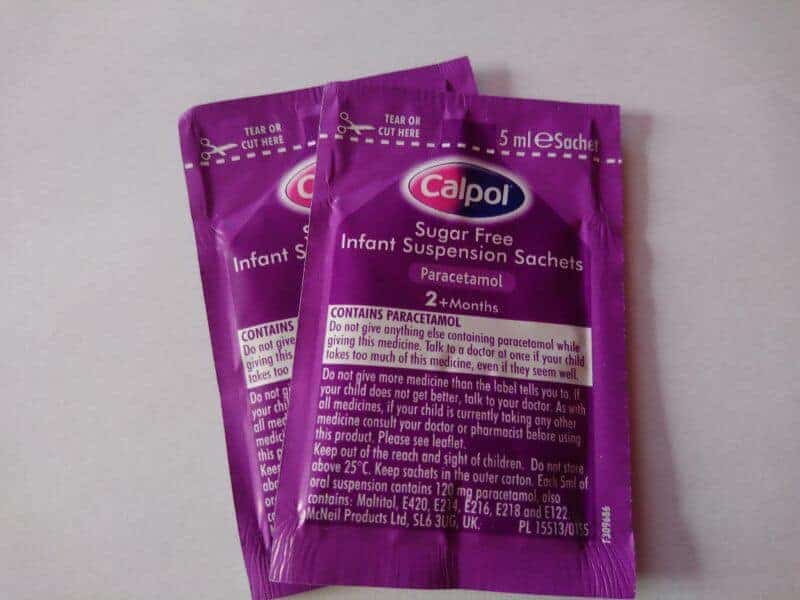 TEAR OR
CUT HERE
Infant S
CONTAINS
Do not give
giving this
takes too
Do not
your
all
this
Keep
above
TEAR OR
CUT HERE
5 ml e Sachet
Calpol
Sugar Free
Infant Suspension Sachets
Paracetamol
2+Months
CONTAINS PARACETAMOL
Do not give anything else containing paracetamol while
giving this medicine. Talk to a doctor at once if your child
takes too much of this medicine, even if they seem well.
Do not give more medicine than the label tells you to. If
your child does not get better, talk to your doctor. As with
all medicines, if your child is currently taking any other
medicine consult your doctor or pharmacist before using
this product. Please see leaflet.
Keep out of the reach and sight of children. Do not store
above 25°C. Keep sachets in the outer carton. Each 5ml of
oral suspension contains 120 mg paracetamol, also
contains: Maltitol, E420, E214, E216, E218 and E122.
McNeil Products Ltd, SL6 3UG, UK. PL 15513/0155